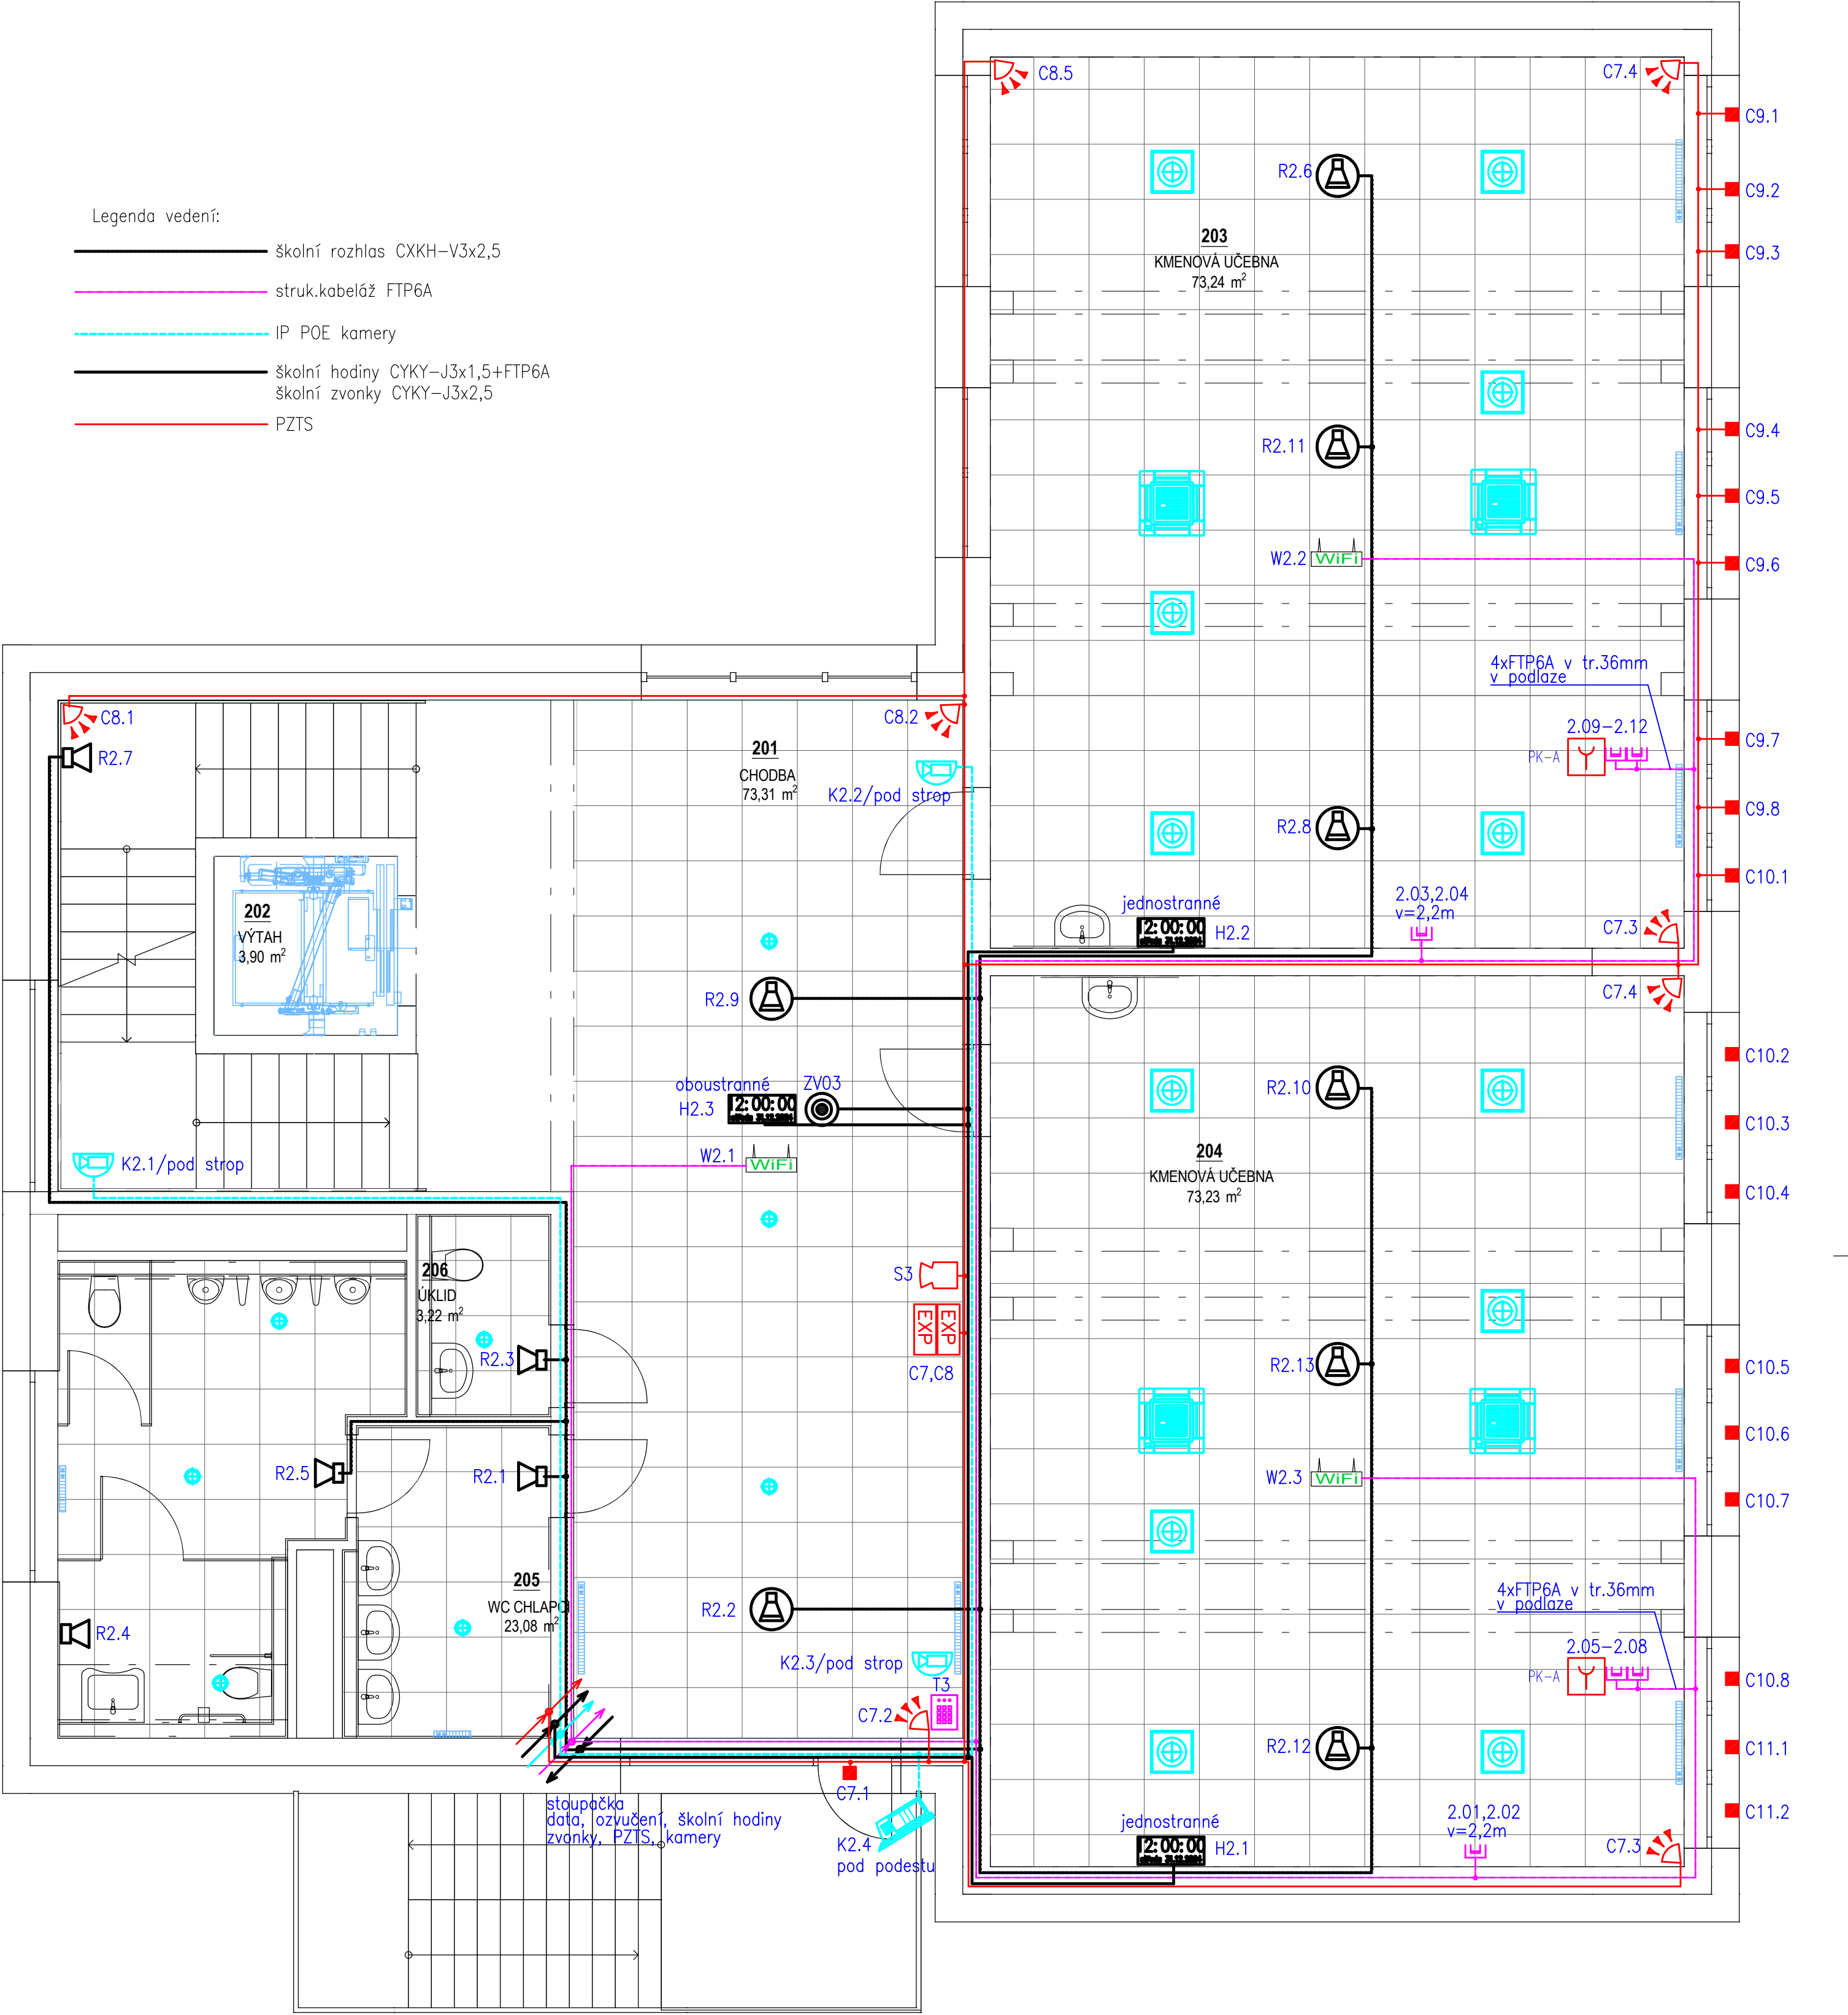 Legenda vedení:
školní rozhlas CXKH-V3x2,5
struk.kabeláž FTP6A
IP POE kamery
školní hodiny CYKY-J3x1,5+FTP6A
školní zvonky CYKY-J3x2,5
PZTS
C8.5
C7.4
C9.1
C9.2
C9.3
C9.4
C9.5
C9.6
C9.7
C9.8
C10.1
R2.6
203
KMENOVÁ UČEBNA
73,24 m²
R2.11
W2.2
WiFi
4xFTP6A v tr.36mm
v podlaze
2.09-2.12
PK-A
R2.8
jednostranné
12:00:00
H2.2
2.03,2.04
v=2,2m
C7.3
C8.1
R2.7
C8.2
201
CHODBA
73,31 m²
K2.2/pod strop
202
VÝTAH
3,90 m²
R2.9
oboustranné
ZV03
H2.3
12:00:00
W2.1
WiFi
K2.1/pod strop
S3
EXP
EXP
C7,C8
206
ÚKLID
3,22 m²
R2.3
R2.5
R2.1
205
WC CHLAPCI
23,08 m²
R2.4
R2.2
K2.3/pod strop
T3
C7.2
C7.1
stoupačka
data, ozvučení, školní hodiny
zvonky, PZTS, kamery
K2.4
pod podestu
C7.4
R2.10
204
KMENOVÁ UČEBNA
73,23 m²
R2.13
W2.3
WiFi
4xFTP6A v tr.36mm
v podlaze
2.05-2.08
PK-A
R2.12
jednostranné
12:00:00
H2.1
2.01,2.02
v=2,2m
C7.3
C10.2
C10.3
C10.4
C10.5
C10.6
C10.7
C10.8
C11.1
C11.2